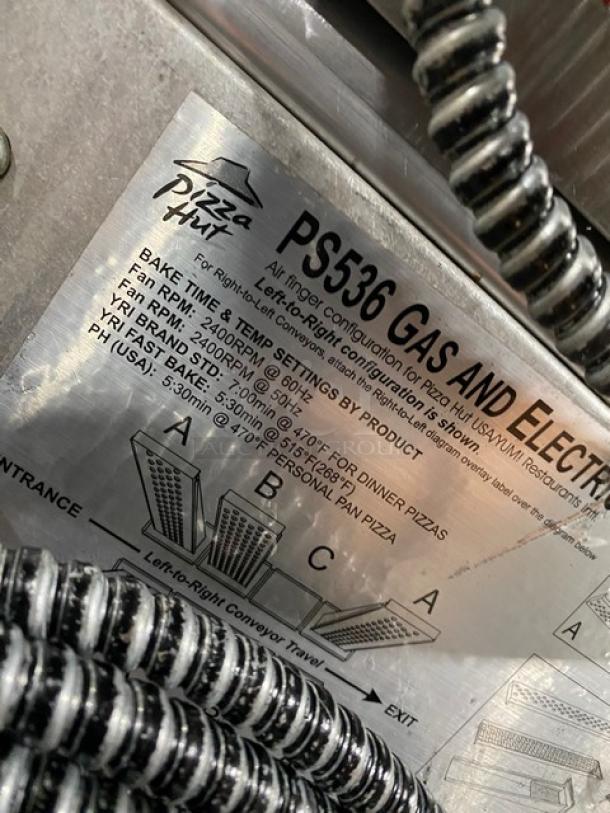 Pizza
Hut
PS536 GAS AND ELECTRIC
Air finger configuration for Pizza Hut USA/YUM! Restaurants Intl.
Left-to-Right configuration is shown.
For Right-to-Left Conveyors, attach the Right-to-Left diagram overlay label over the diagram below
BAKE TIME & TEMP SETTINGS BY PRODUCT
Fan RPM: 2400RPM @ 60Hz
Fan RPM: 2400RPM @ 50Hz
YRI BRAND STD: 7:00min @ 470°F FOR DINNER PIZZAS
YRI FAST BAKE: 5:30min @ 515°F(268°F)
PH (USA): 5:30min @ 470°F PERSONAL PAN PIZZA
A
B
C
A
ENTRANCE
Left-to-Right Conveyor Travel
EXIT
A